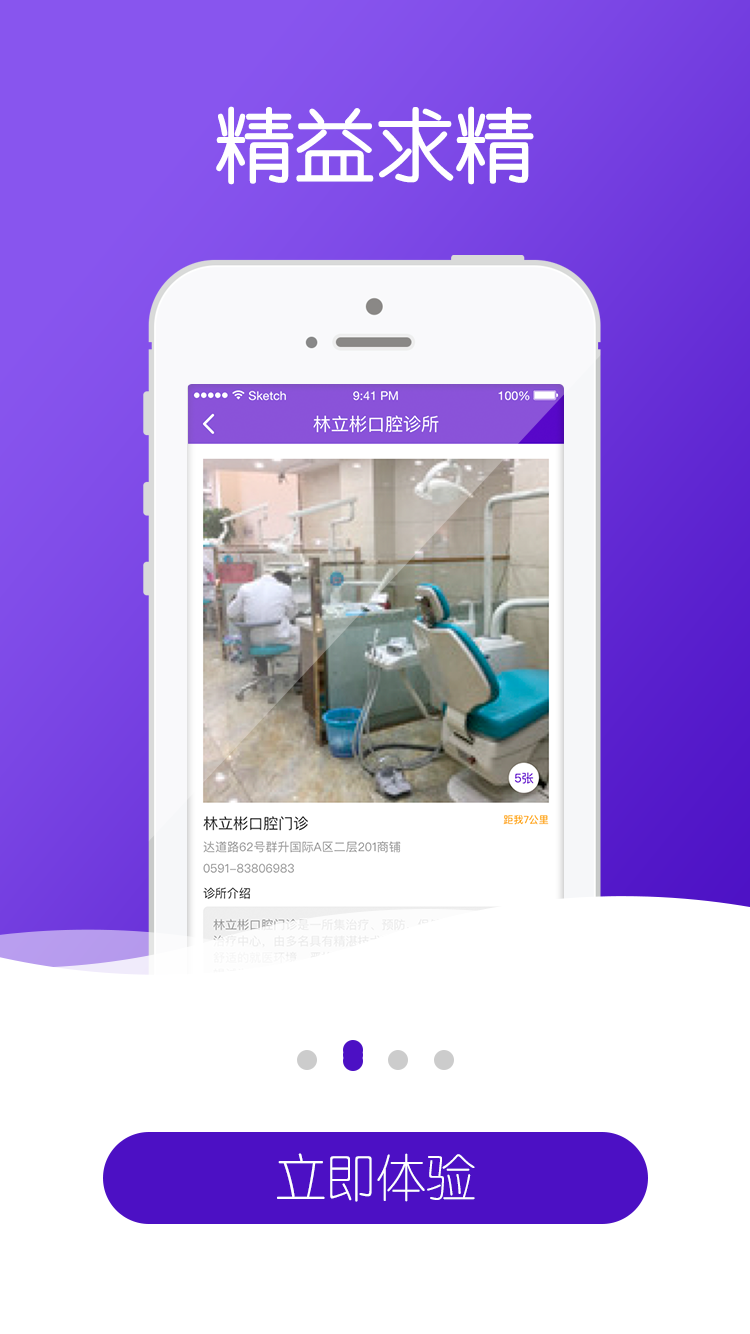 精益求精
Sketch 9:41 PM 100%
林立彬口腔诊所
5张
林立彬口腔门诊 距我7公里
达道路62号群升国际A区二层201商铺
0591-83806983
诊所介绍
林立彬口腔门诊是一所集治疗、预防、
治疗中心，由多名具有精湛技
立即体验